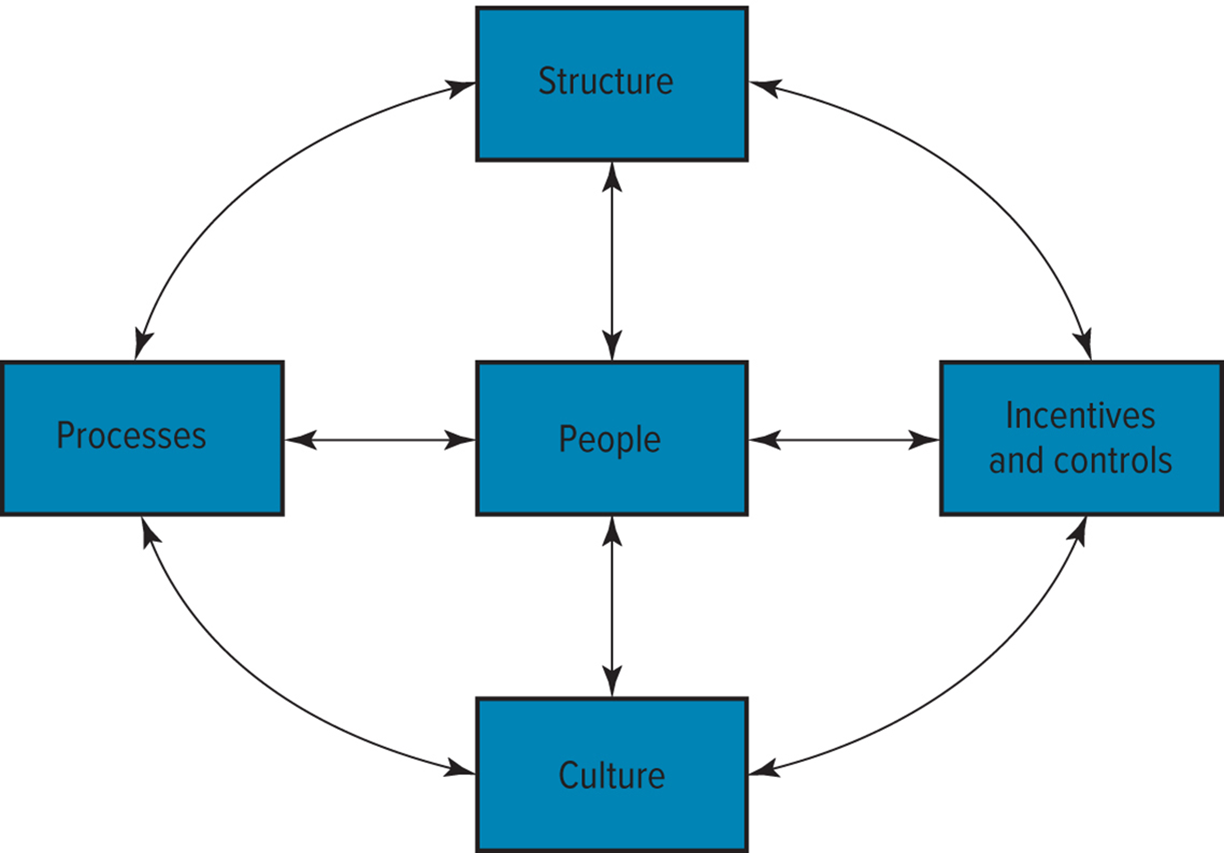 Structure
Processes
People
Incentives
and controls
Culture